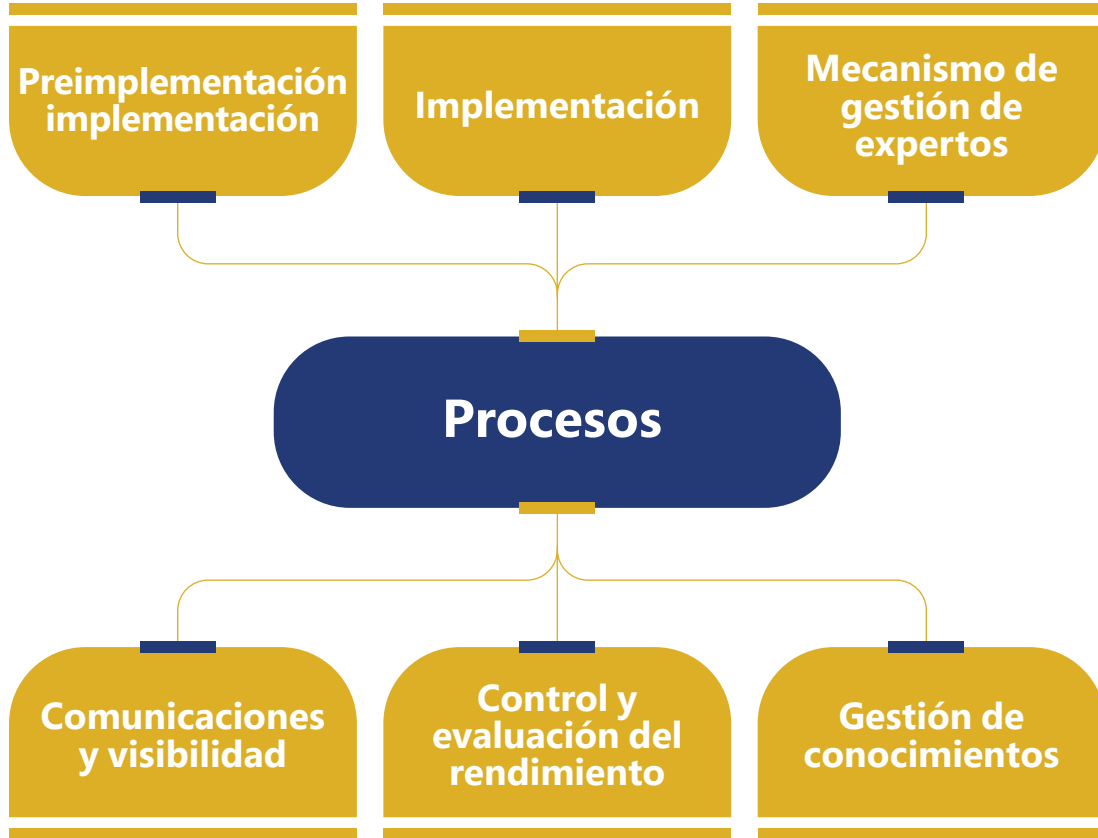 Preimplementación
implementación
Implementación
Mecanismo de
gestión de
expertos
Procesos
Comunicaciones
y visibilidad
Control y
evaluación del
rendimiento
Gestión de
conocimientos